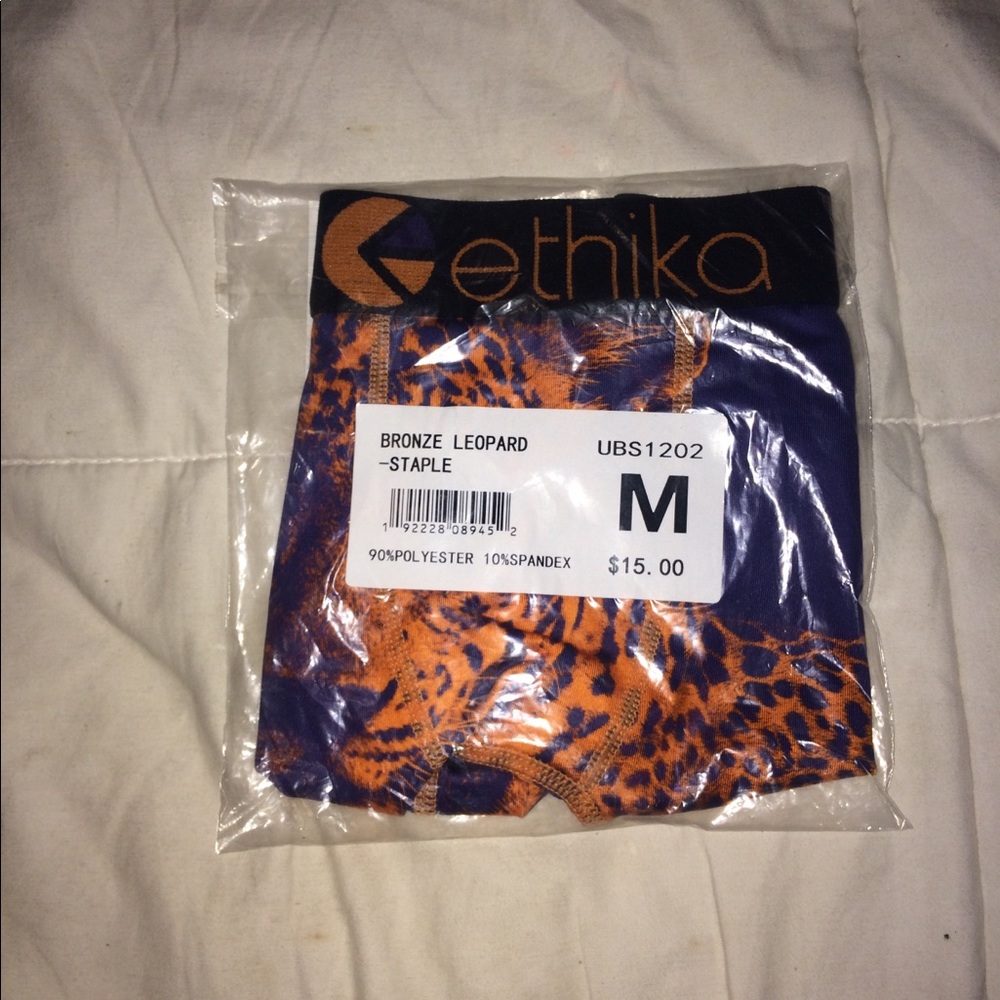 ethika
BRONZE LEOPARD
-STAPLE
UBS1202
M
1 92228 08945 2
90%POLYESTER 10%SPANDEX
$15.00